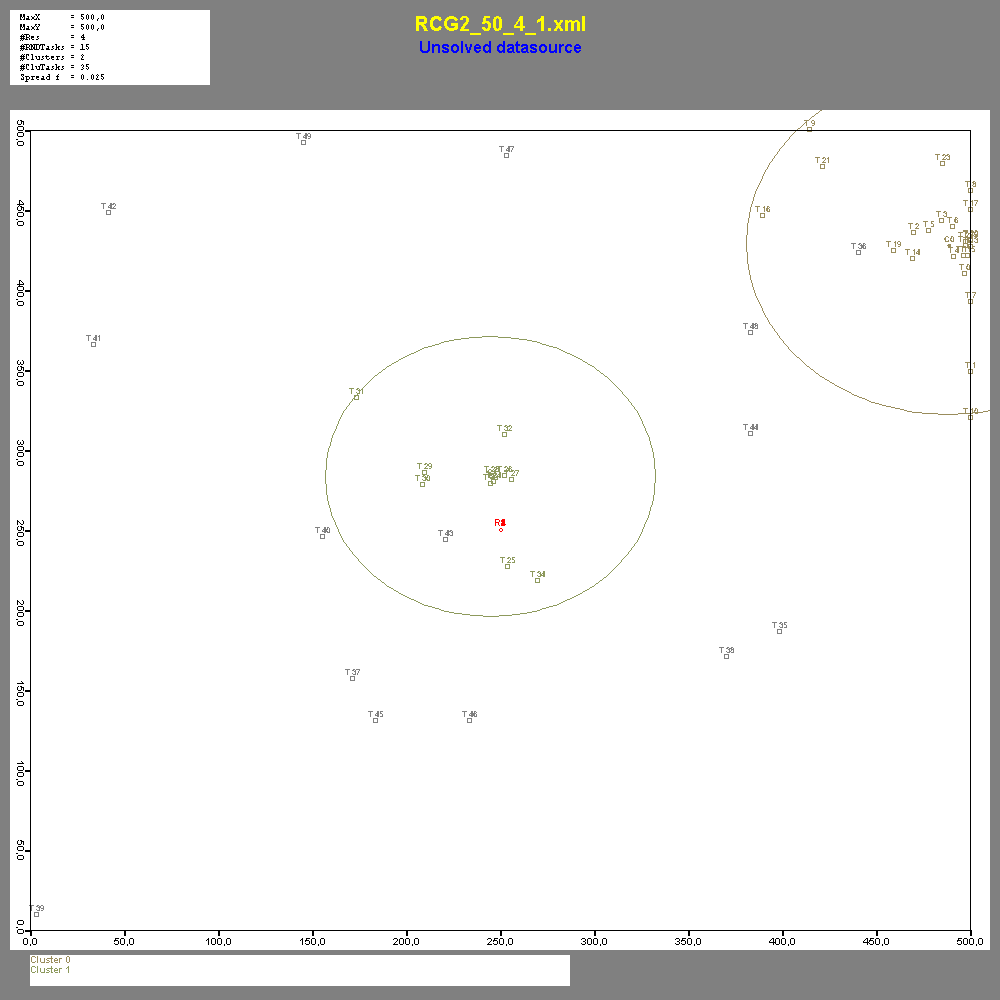 MaxX = 500,0
MaxY = 500,0
#Res = 4
#RNDTasks = 15
#Clusters = 2
#CluTasks = 35
Spread f = 0.025
RCG2_50_4_1.xml
Unsolved datasource
500,0
450,0
400,0
350,0
300,0
250,0
200,0
150,0
100,0
50,0
0,0
T 9
T 49
T 47
T 21
T 23
T 8
T 42
T 16
T 17
T 3
T 6
T 2
T 5
C0
T 36
T 19
T 14
T 4
T 0
T 7
T 48
T 41
T 1
T 31
T 10
T 32
T 44
T 29
T 26
T 27
T 30
T 40
T 43
T 25
T 34
T 35
T 38
T 37
T 45
T 46
T 39
0,0 50,0 100,0 150,0 200,0 250,0 300,0 350,0 400,0 450,0 500,0
Cluster 0
Cluster 1